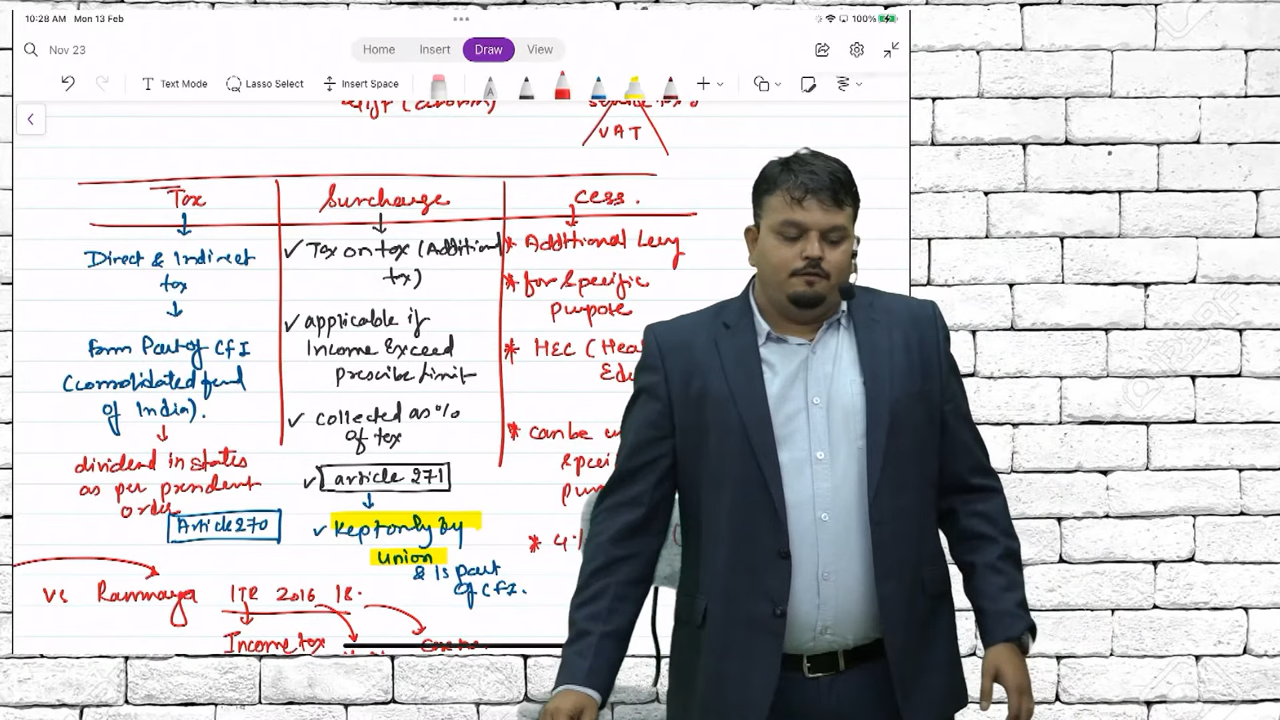 10:28 AM Mon 13 Feb
100%
Nov 23
Home Insert Draw View
Text Mode Lasso Select Insert Space
VAT
Tax
Direct & Indirect
tax
form Part of CFI
(Consolidated fund
of India).
dividend in states
as per president
order
Article 270
Surcharge
Tax on tax (Additional
tax)
applicable if
Income Exceed
Prescribe Limit
collected as %
of tax
article 271
Kept only by
union
& Is part
of CFI.
Cess.
* Additional Levy
* for Specific
purpose
* HEC (Hea
Edu
* can be u
Speci
pur
* 4%
vs Rammaya ITR 2016 18.
Income tax
123RF